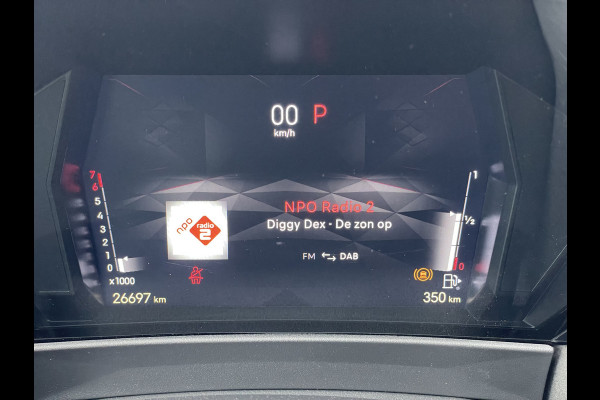 00 P
km/h
7
6
5
4
3
2
1
0
x1000
26697 km
npo
radio
2
NPO Radio 2
Diggy Dex · De zon op
FM ⇆ DAB
1
½
0
350 km